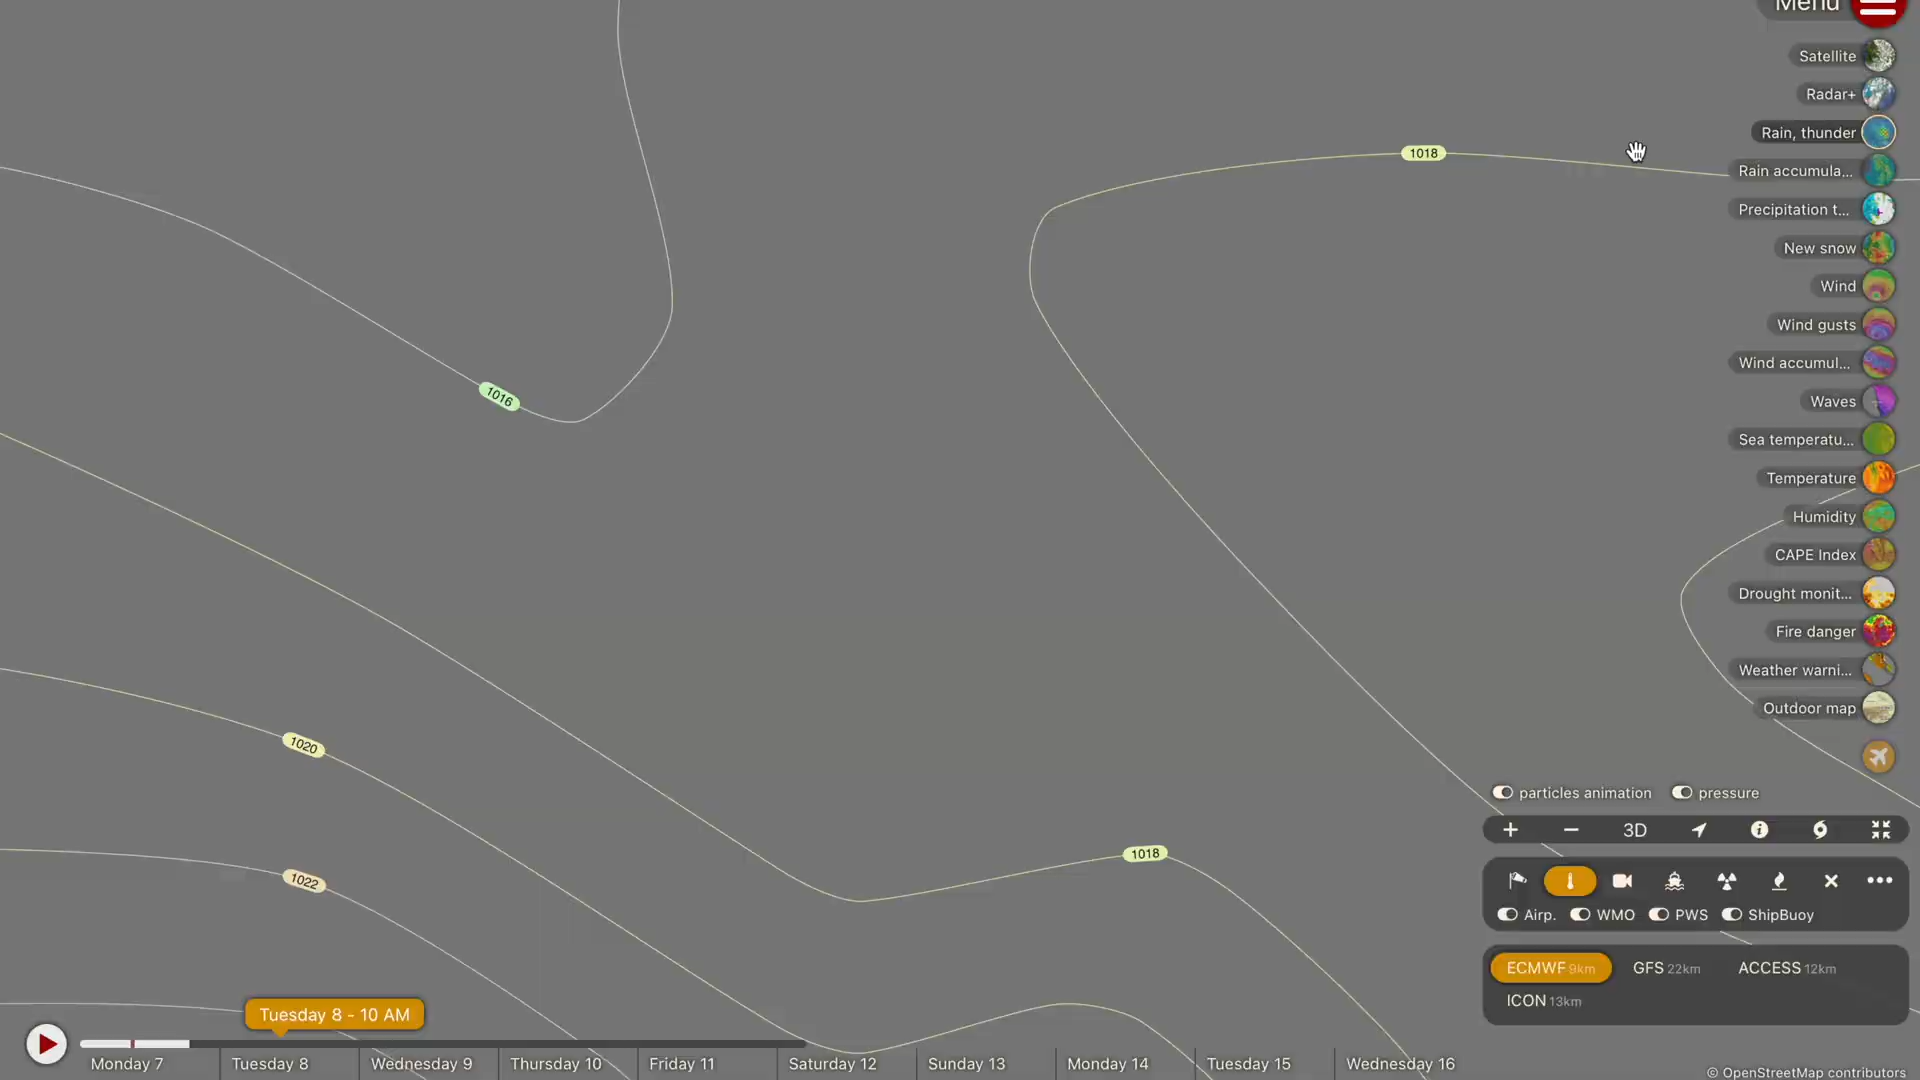 Menu
Satellite
Radar+
Rain, thunder
1018
Rain accumula...
Precipitation t...
New snow
Wind
Wind gusts
Wind accumul...
1016
Waves
Sea temperatu...
Temperature
Humidity
CAPE Index
Drought monit...
Fire danger
Weather warni...
Outdoor map
1020
particles animation pressure
+ − 3D
1018
1022
Airp. WMO PWS ShipBuoy
ECMWF 9km GFS 22km ACCESS 12km
ICON 13km
Tuesday 8 - 10 AM
Monday 7 Tuesday 8 Wednesday 9 Thursday 10 Friday 11 Saturday 12 Sunday 13 Monday 14 Tuesday 15 Wednesday 16
© OpenStreetMap contributors